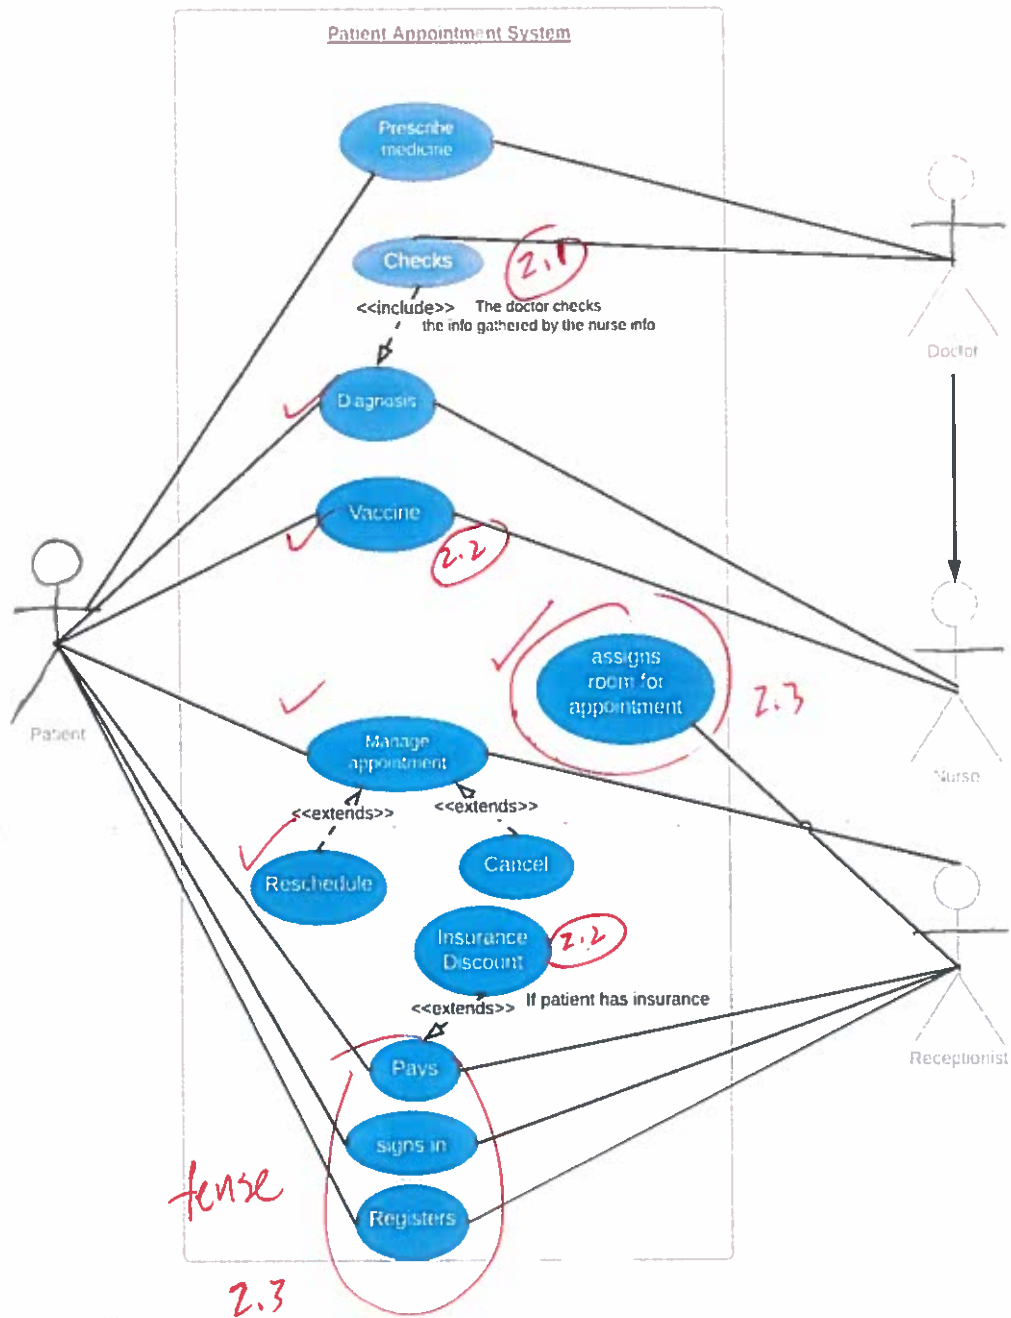 Patient Appointment System
Prescribe
medicine
Checks
2.1
<<include>>
The doctor checks
the info gathered by the nurse info
Doctor
Diagnosis
Vaccine
2.2
assigns
room for
appointment
2.3
Patient
Manage
appointment
Nurse
<<extends>>
<<extends>>
Reschedule
Cancel
Insurance
Discount
2.2
<<extends>>
If patient has insurance
Receptionist
Pays
signs in
tense
Registers
2.3